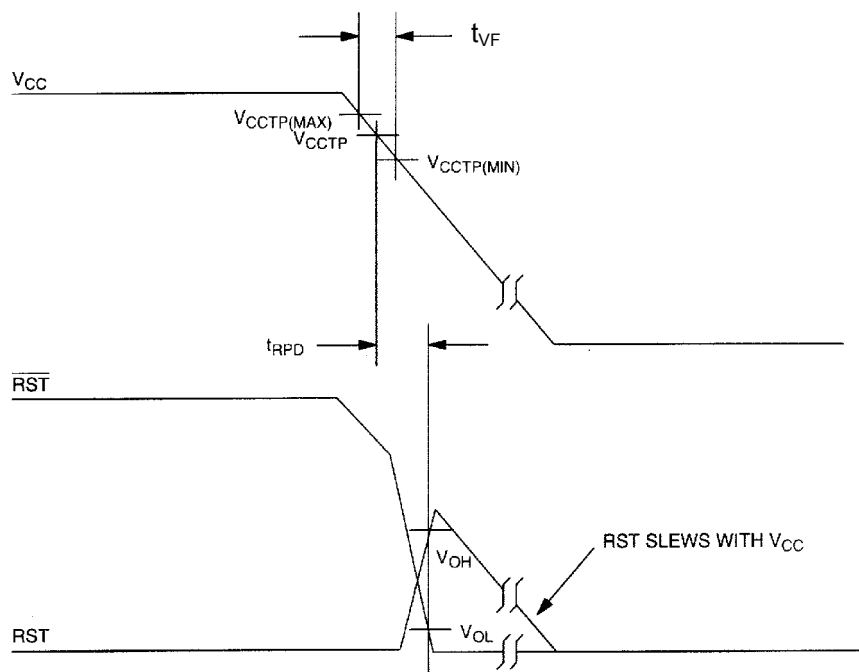 tVF
VCC
VCCTP(MAX)
VCCTP
VCCTP(MIN)
tRPD
RST
RST SLEWS WITH VCC
VOH
RST
VOL